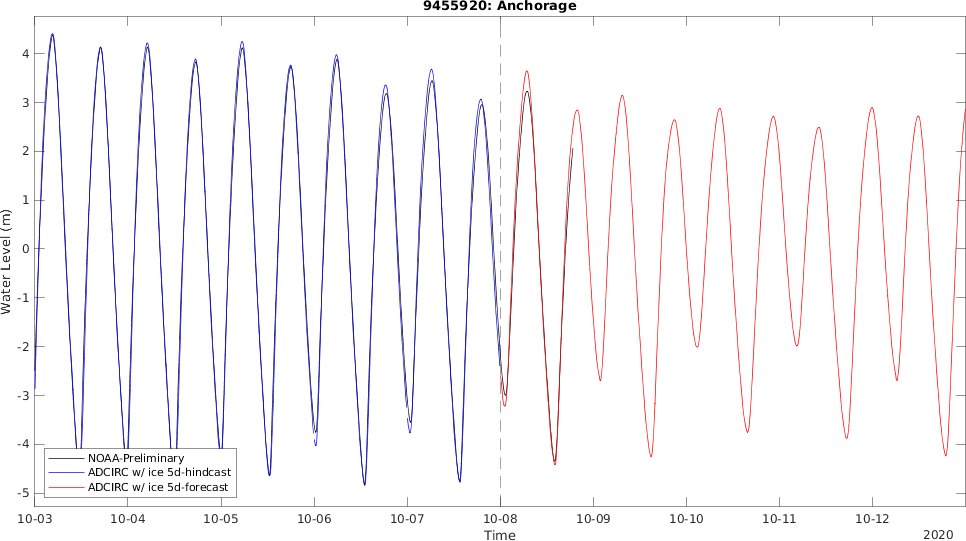 9455920: Anchorage
4
3
2
1
0
-1
-2
-3
-4
-5
Water Level (m)
NOAA-Preliminary
ADCIRC w/ ice 5d-hindcast
ADCIRC w/ ice 5d-forecast
10-03 10-04 10-05 10-06 10-07 10-08 10-09 10-10 10-11 10-12
Time
2020